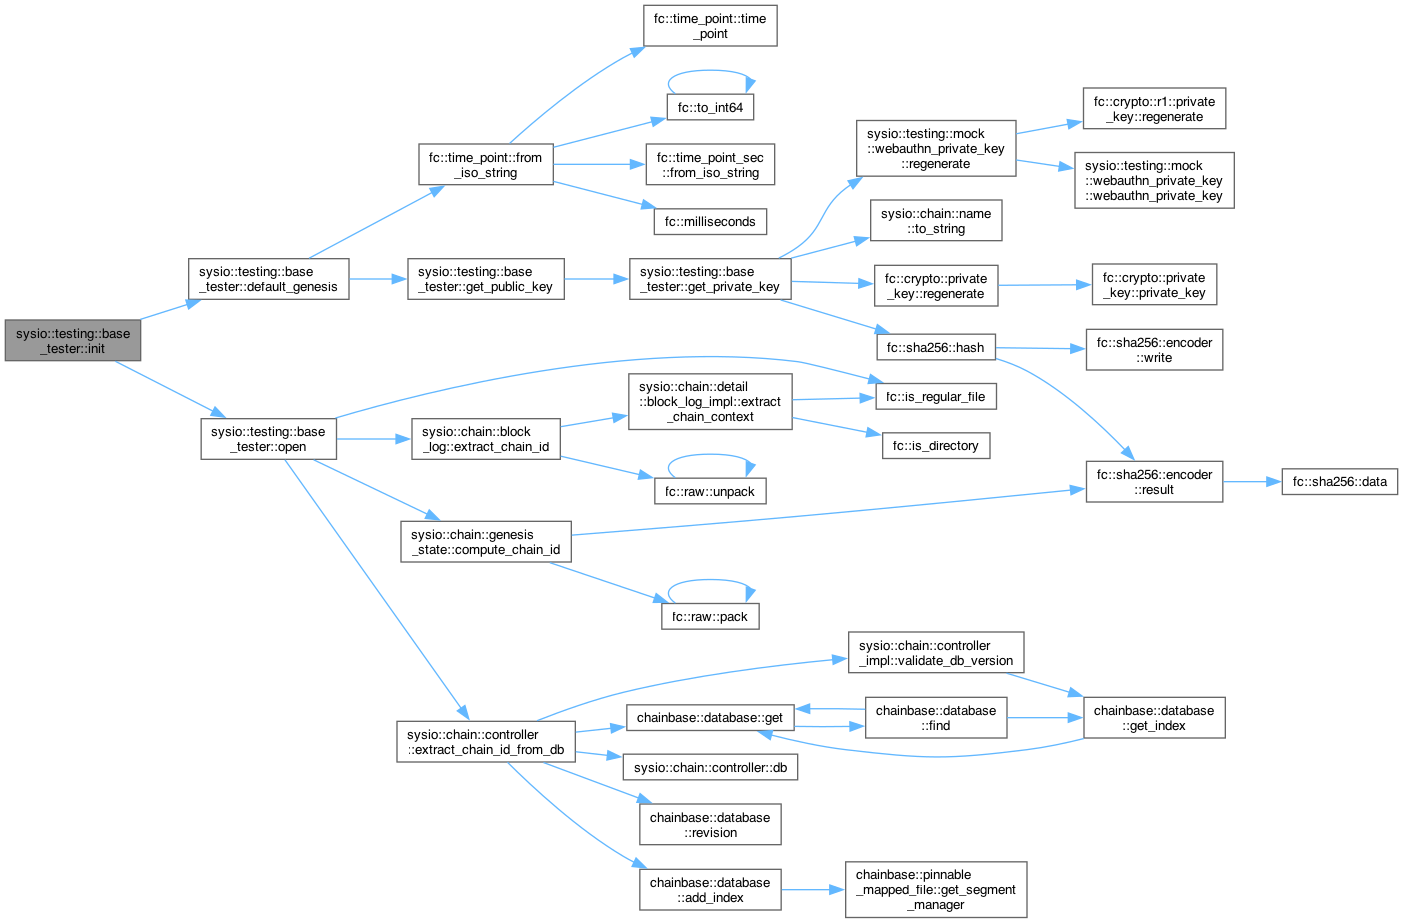 fc::time_point::time
_point
fc::to_int64
fc::time_point::from
_iso_string
fc::time_point_sec
::from_iso_string
fc::milliseconds
sysio::testing::mock
::webauthn_private_key
::regenerate
fc::crypto::r1::private
_key::regenerate
sysio::testing::mock
::webauthn_private_key
::webauthn_private_key
sysio::chain::name
::to_string
sysio::testing::base
_tester::default_genesis
sysio::testing::base
_tester::get_public_key
sysio::testing::base
_tester::get_private_key
fc::crypto::private
_key::regenerate
fc::crypto::private
_key::private_key
sysio::testing::base
_tester::init
fc::sha256::hash
fc::sha256::encoder
::write
sysio::chain::detail
::block_log_impl::extract
_chain_context
fc::is_regular_file
sysio::testing::base
_tester::open
sysio::chain::block
_log::extract_chain_id
fc::is_directory
fc::raw::unpack
fc::sha256::encoder
::result
fc::sha256::data
sysio::chain::genesis
_state::compute_chain_id
fc::raw::pack
sysio::chain::controller
_impl::validate_db_version
sysio::chain::controller
::extract_chain_id_from_db
chainbase::database::get
chainbase::database
::find
chainbase::database
::get_index
sysio::chain::controller::db
chainbase::database
::revision
chainbase::database
::add_index
chainbase::pinnable
_mapped_file::get_segment
_manager